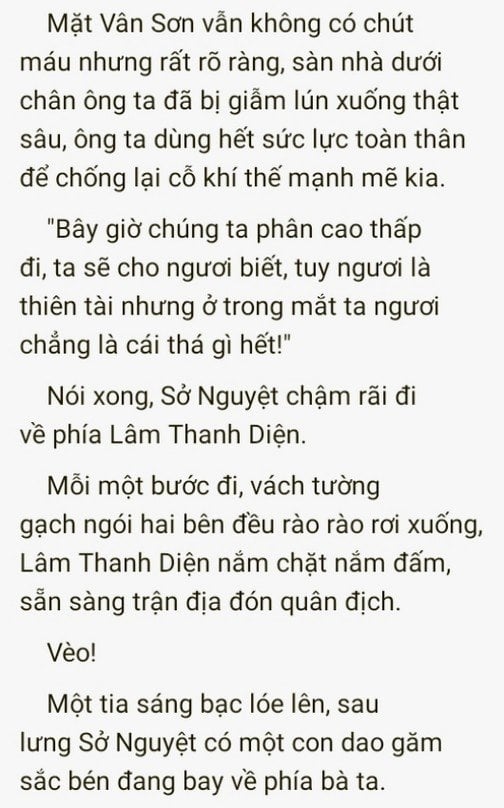 Mặt Vân Sơn vẫn không có chút
máu nhưng rất rõ ràng, sàn nhà dưới
chân ông ta đã bị giẫm lún xuống thật
sâu, ông ta dùng hết sức lực toàn thân
để chống lại cỗ khí thế mạnh mẽ kia.
"Bây giờ chúng ta phân cao thấp
đi, ta sẽ cho ngươi biết, tuy ngươi là
thiên tài nhưng ở trong mắt ta ngươi
chẳng là cái thá gì hết!"
Nói xong, Sở Nguyệt chậm rãi đi
về phía Lâm Thanh Diện.
Mỗi một bước đi, vách tường
gạch ngói hai bên đều rào rào rơi xuống,
Lâm Thanh Diện nắm chặt nắm đấm,
sẵn sàng trận địa đón quân địch.
Vèo!
Một tia sáng bạc lóe lên, sau
lưng Sở Nguyệt có một con dao găm
sắc bén đang bay về phía bà ta.